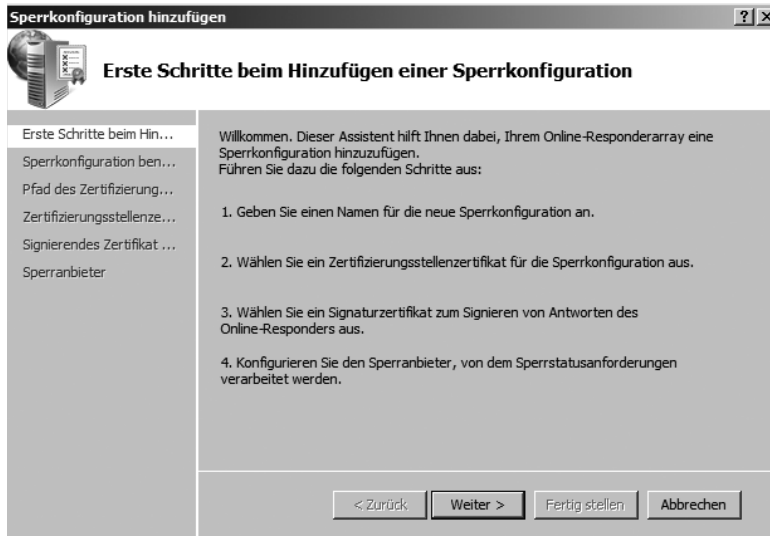 Sperrkonfiguration hinzufügen
Erste Schritte beim Hinzufügen einer Sperrkonfiguration
Erste Schritte beim Hin...
Sperrkonfiguration ben...
Pfad des Zertifizierung...
Zertifizierungsstellenze...
Signierendes Zertifikat ...
Sperranbieter
Willkommen. Dieser Assistent hilft Ihnen dabei, Ihrem Online-Responderarray eine
Sperrkonfiguration hinzuzufügen.
Führen Sie dazu die folgenden Schritte aus:
1. Geben Sie einen Namen für die neue Sperrkonfiguration an.
2. Wählen Sie ein Zertifizierungsstellenzertifikat für die Sperrkonfiguration aus.
3. Wählen Sie ein Signaturzertifikat zum Signieren von Antworten des
Online-Responders aus.
4. Konfigurieren Sie den Sperranbieter, von dem Sperrstatusanforderungen
verarbeitet werden.
< Zurück
Weiter >
Fertig stellen
Abbrechen